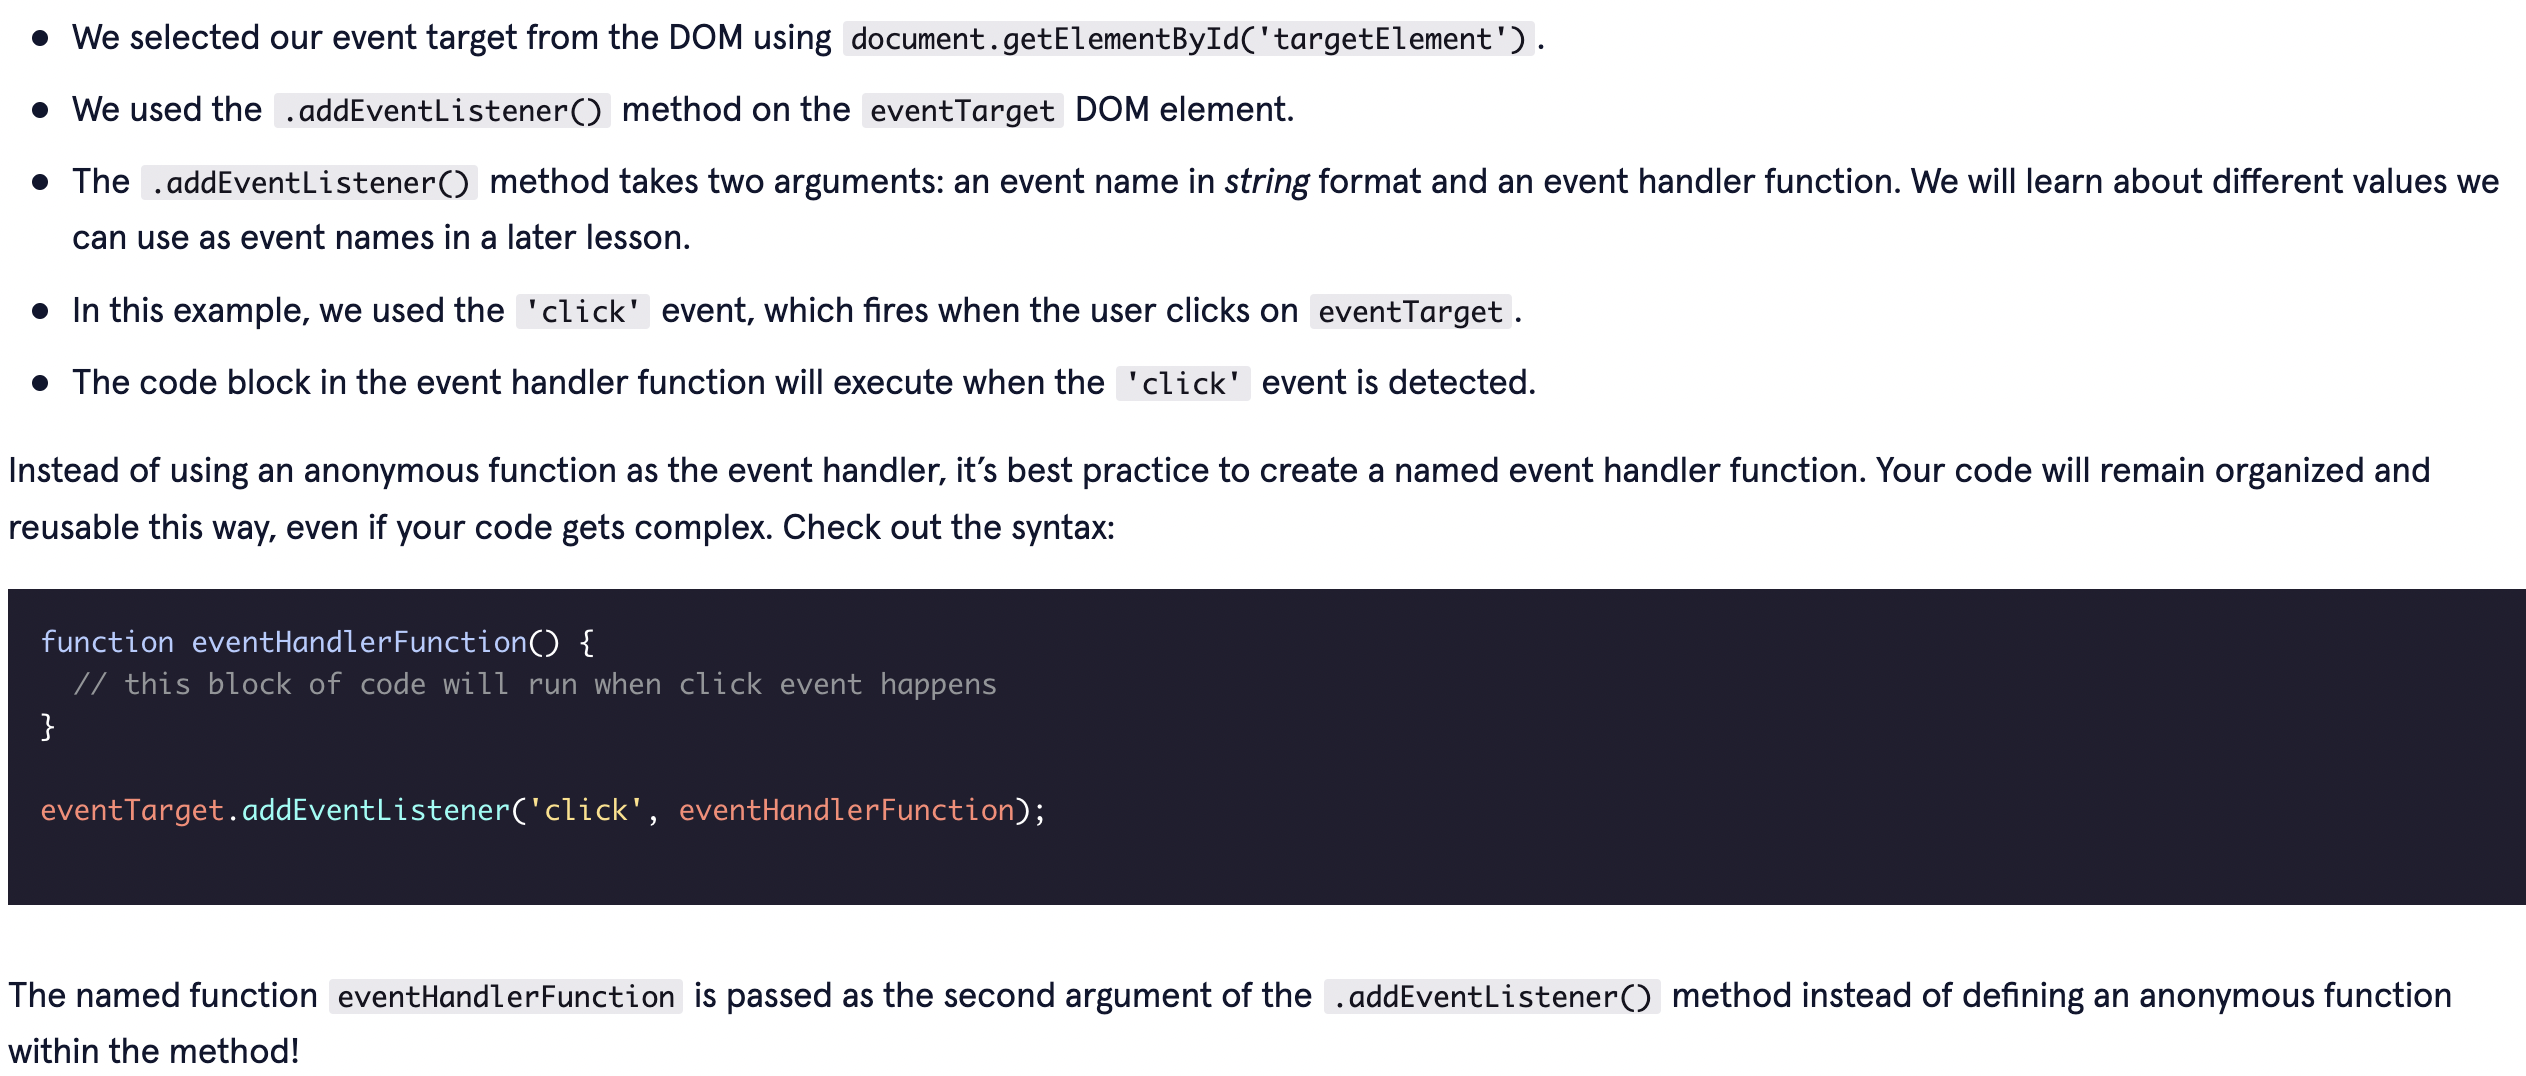 • We selected our event target from the DOM using document.getElementById('targetElement').
• We used the .addEventListener() method on the eventTarget DOM element.
• The .addEventListener() method takes two arguments: an event name in string format and an event handler function. We will learn about different values we
can use as event names in a later lesson.
• In this example, we used the 'click' event, which fires when the user clicks on eventTarget.
• The code block in the event handler function will execute when the 'click' event is detected.
Instead of using an anonymous function as the event handler, it’s best practice to create a named event handler function. Your code will remain organized and
reusable this way, even if your code gets complex. Check out the syntax:
function eventHandlerFunction() {
  // this block of code will run when click event happens
}
eventTarget.addEventListener('click', eventHandlerFunction);
The named function eventHandlerFunction is passed as the second argument of the .addEventListener() method instead of defining an anonymous function
within the method!